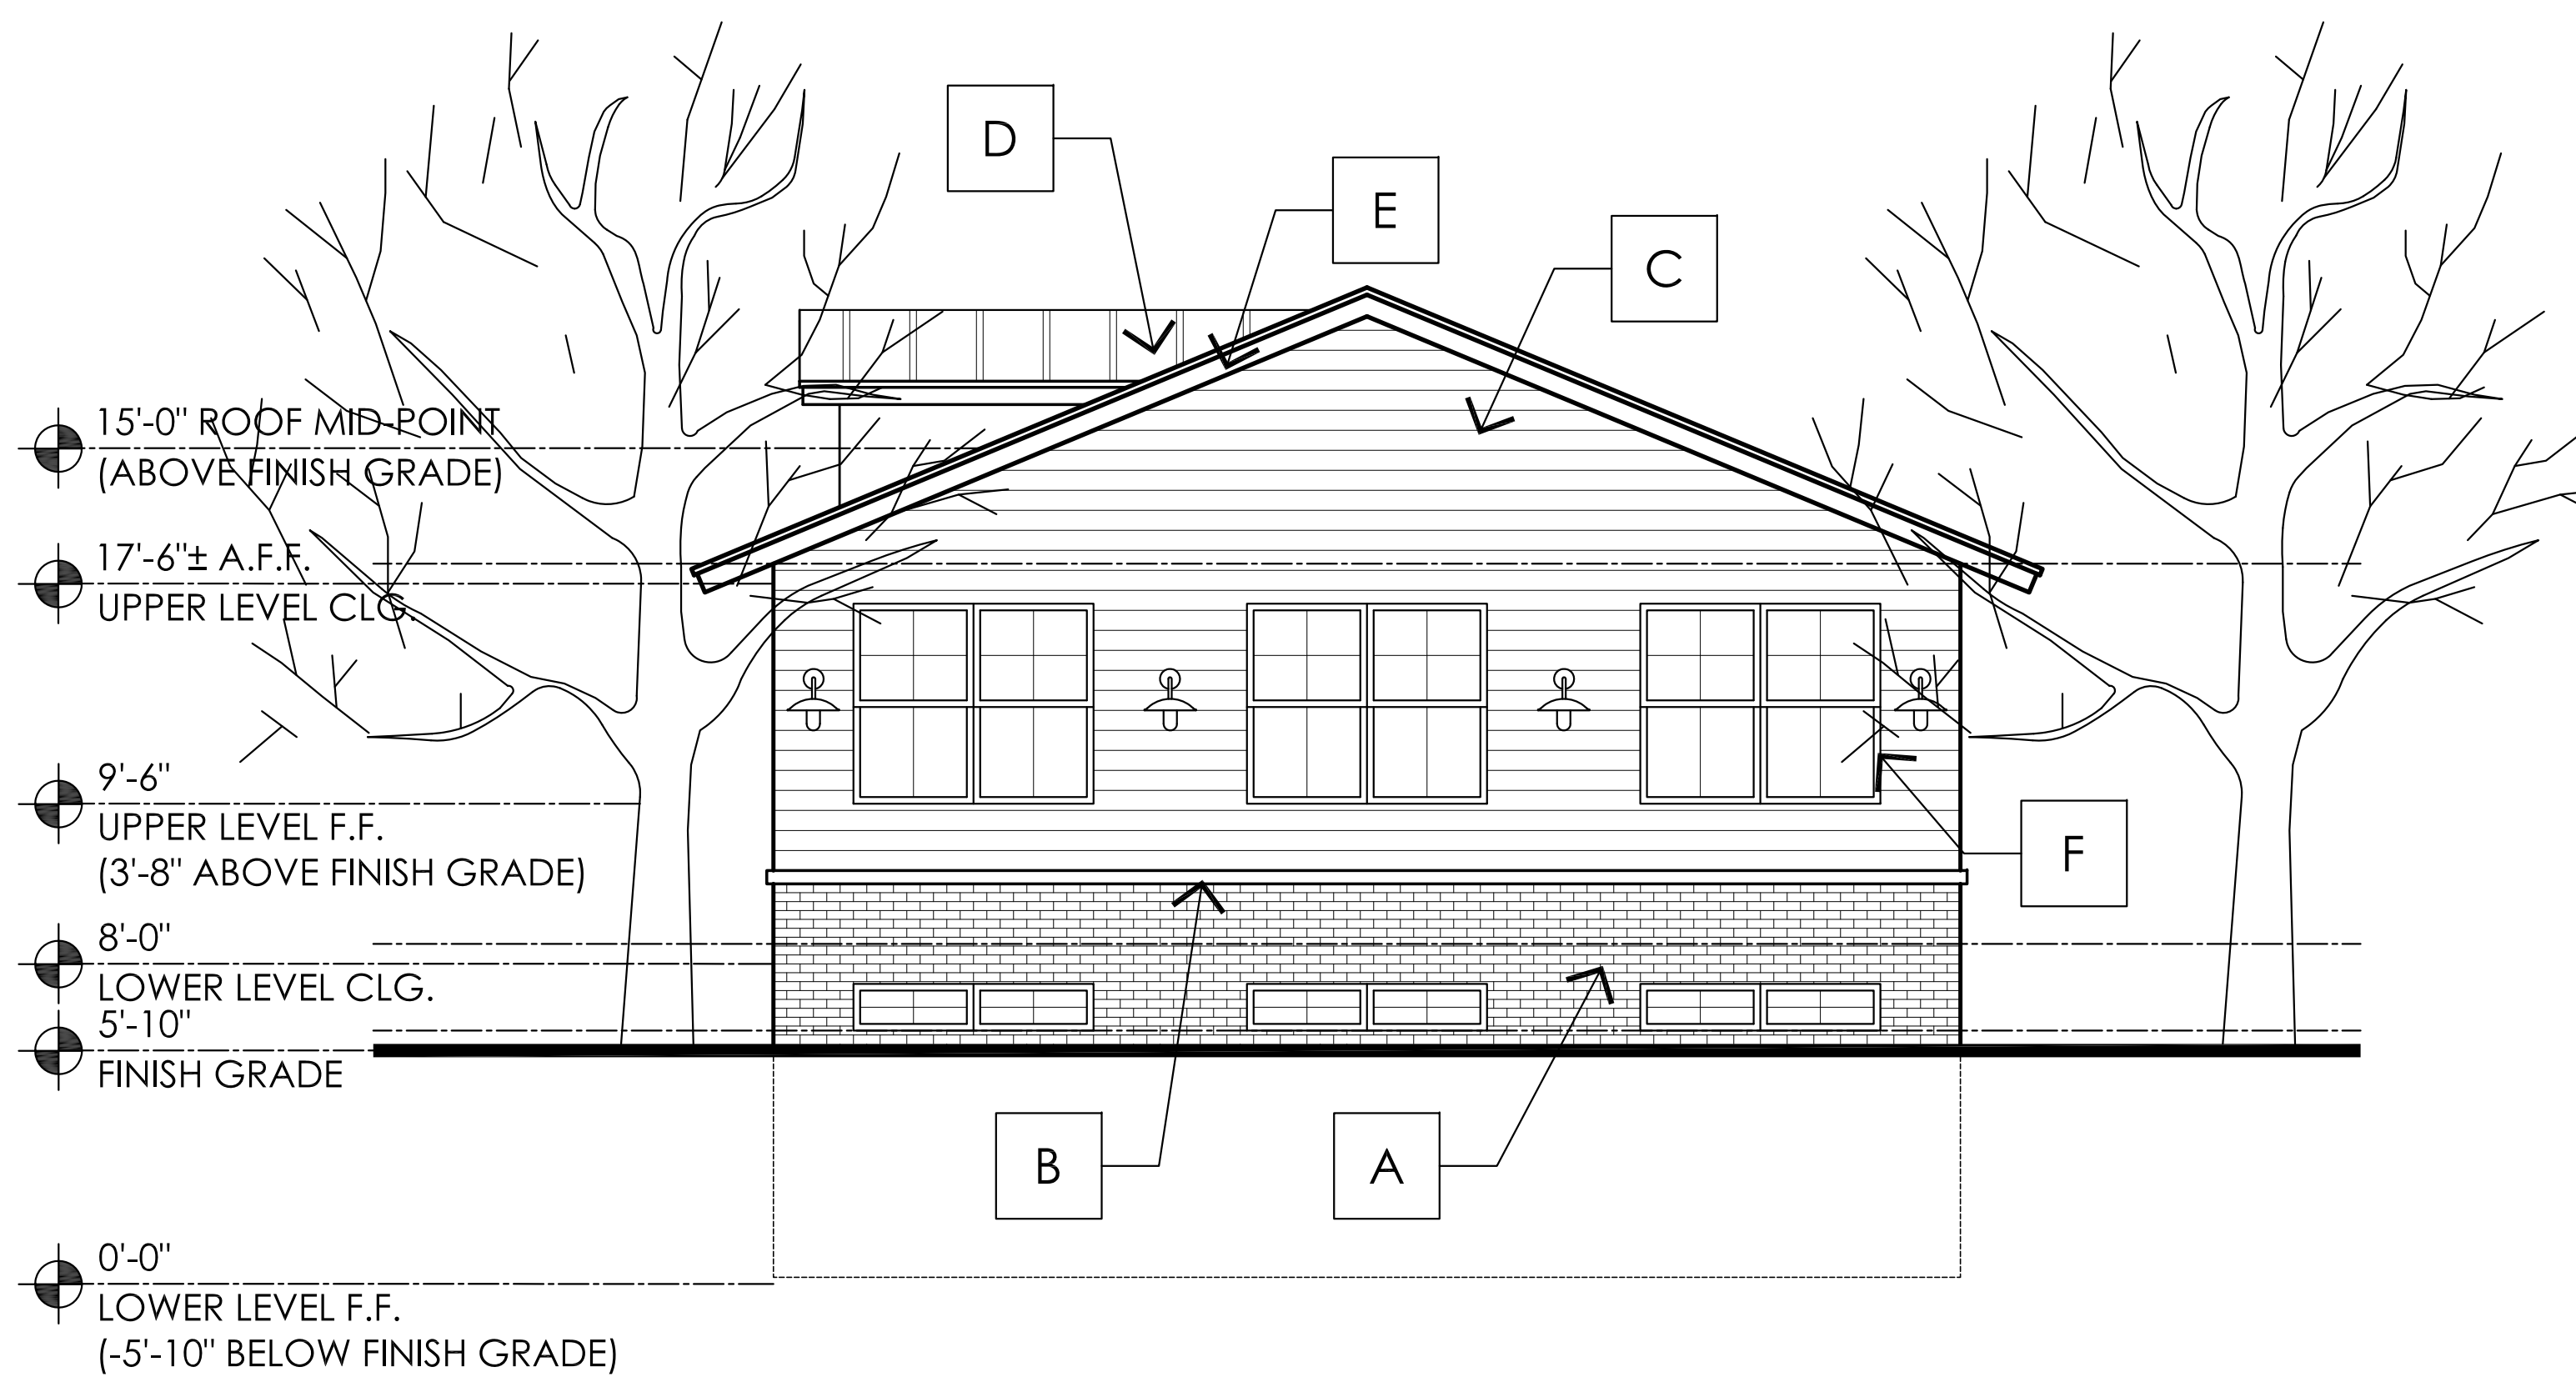 D
E
C
15'-0" ROOF MID-POINT
(ABOVE FINISH GRADE)
17'-6"± A.F.F.
UPPER LEVEL CLG.
9'-6"
UPPER LEVEL F.F.
(3'-8" ABOVE FINISH GRADE)
F
8'-0"
LOWER LEVEL CLG.
5'-10"
FINISH GRADE
B
A
0'-0"
LOWER LEVEL F.F.
(-5'-10" BELOW FINISH GRADE)